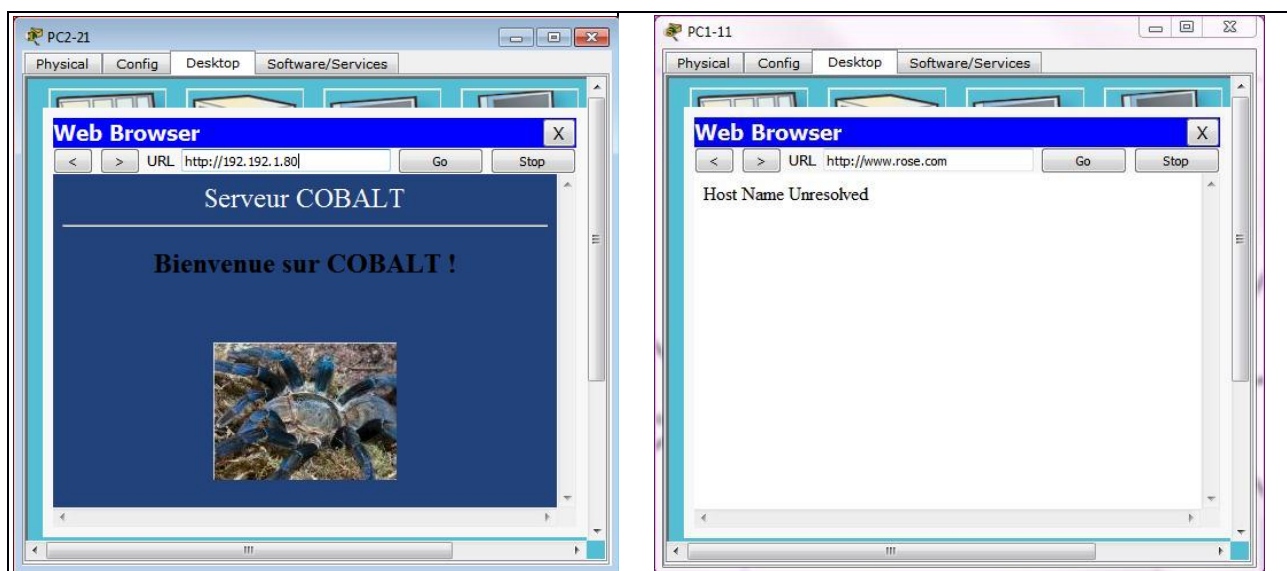 PC2-21
Physical Config Desktop Software/Services
Web Browser X
< > URL http://192.192.1.80 Go Stop
Serveur COBALT
Bienvenue sur COBALT !
PC1-11
Physical Config Desktop Software/Services
Web Browser X
< > URL http://www.rose.com Go Stop
Host Name Unresolved